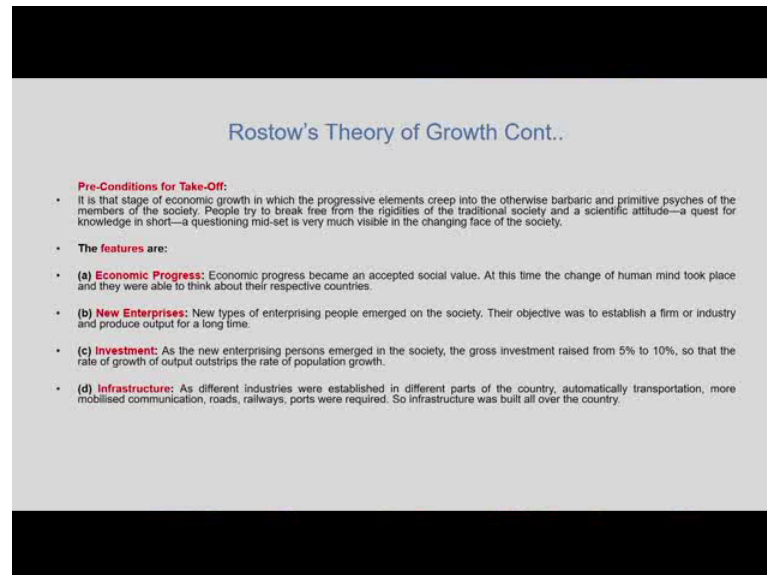 Rostow's Theory of Growth Cont..
Pre-Conditions for Take-Off:
• It is that stage of economic growth in which the progressive elements creep into the otherwise barbaric and primitive psyches of the
members of the society. People try to break free from the rigidities of the traditional society and a scientific attitude—a quest for
knowledge in short—a questioning mid-set is very much visible in the changing face of the society.
• The features are:
• (a) Economic Progress: Economic progress became an accepted social value. At this time the change of human mind took place
and they were able to think about their respective countries.
• (b) New Enterprises: New types of enterprising people emerged on the society. Their objective was to establish a firm or industry
and produce output for a long time.
• (c) Investment: As the new enterprising persons emerged in the society, the gross investment raised from 5% to 10%, so that the
rate of growth of output outstrips the rate of population growth.
• (d) Infrastructure: As different industries were established in different parts of the country, automatically transportation, more
mobilised communication, roads, railways, ports were required. So infrastructure was built all over the country.